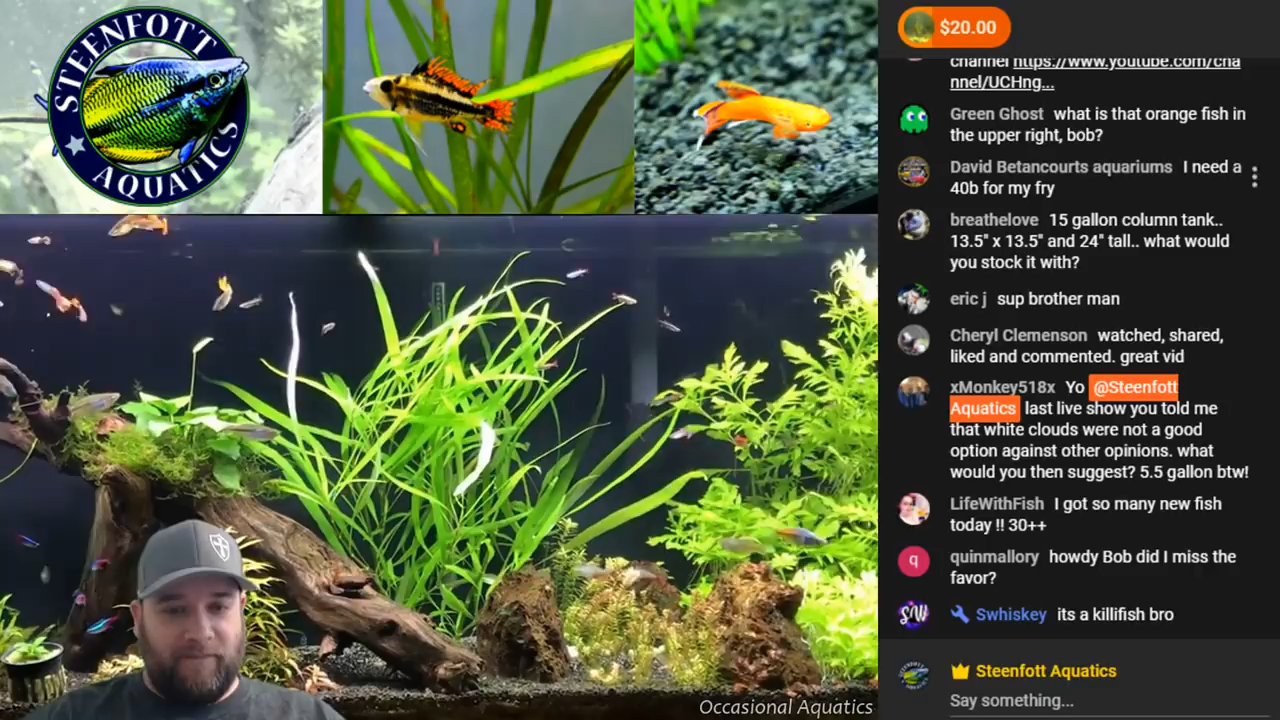 STEENFOTT
AQUATICS
Occasional Aquatics
$20.00
channel https://www.youtube.com/cha
nnel/UCHng...
Green Ghost what is that orange fish in
the upper right, bob?
David Betancourts aquariums I need a
40b for my fry
breathelove 15 gallon column tank..
13.5" x 13.5" and 24" tall.. what would
you stock it with?
eric j sup brother man
Cheryl Clemenson watched, shared,
liked and commented. great vid
xMonkey518x Yo @Steenfott
Aquatics last live show you told me
that white clouds were not a good
option against other opinions. what
would you then suggest? 5.5 gallon btw!
LifeWithFish I got so many new fish
today !! 30++
q
quinmallory howdy Bob did I miss the
favor?
SW
Swhiskey its a killifish bro
Steenfott Aquatics
Say something...